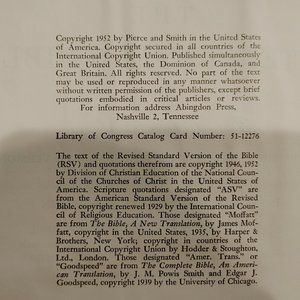 Copyright 1952 by Pierce and Smith in the United States
of America. Copyright secured in all countries of the
International Copyright Union. Published simultaneously
in the United States, the Dominion of Canada, and
Great Britain. All rights reserved. No part of the text
may be used or reproduced in any manner whatsoever
without written permission of the publishers, except brief
quotations embodied in critical articles or reviews.
For information address Abingdon Press,
Nashville 2, Tennessee
Library of Congress Catalog Card Number: 51-12276
The text of the Revised Standard Version of the Bible
(RSV) and quotations therefrom are copyright 1946, 1952
by Division of Christian Education of the National Coun-
cil of the Churches of Christ in the United States of
America. Scripture quotations designated "ASV" are
from the American Standard Version of the Revised
Bible, copyright renewed 1929 by the International Coun-
cil of Religious Education. Those designated "Moffatt"
are from The Bible, A New Translation, by James Mof-
fatt, copyright in the United States, 1935, by Harper &
Brothers, New York; copyright in countries of the
International Copyright Union by Hodder & Stoughton,
Ltd., London. Those designated "Amer. Trans." or
"Goodspeed" are from The Complete Bible, An Ameri-
can Translation, by J. M. Powis Smith and Edgar J.
Goodspeed, copyright 1939 by the University of Chicago.